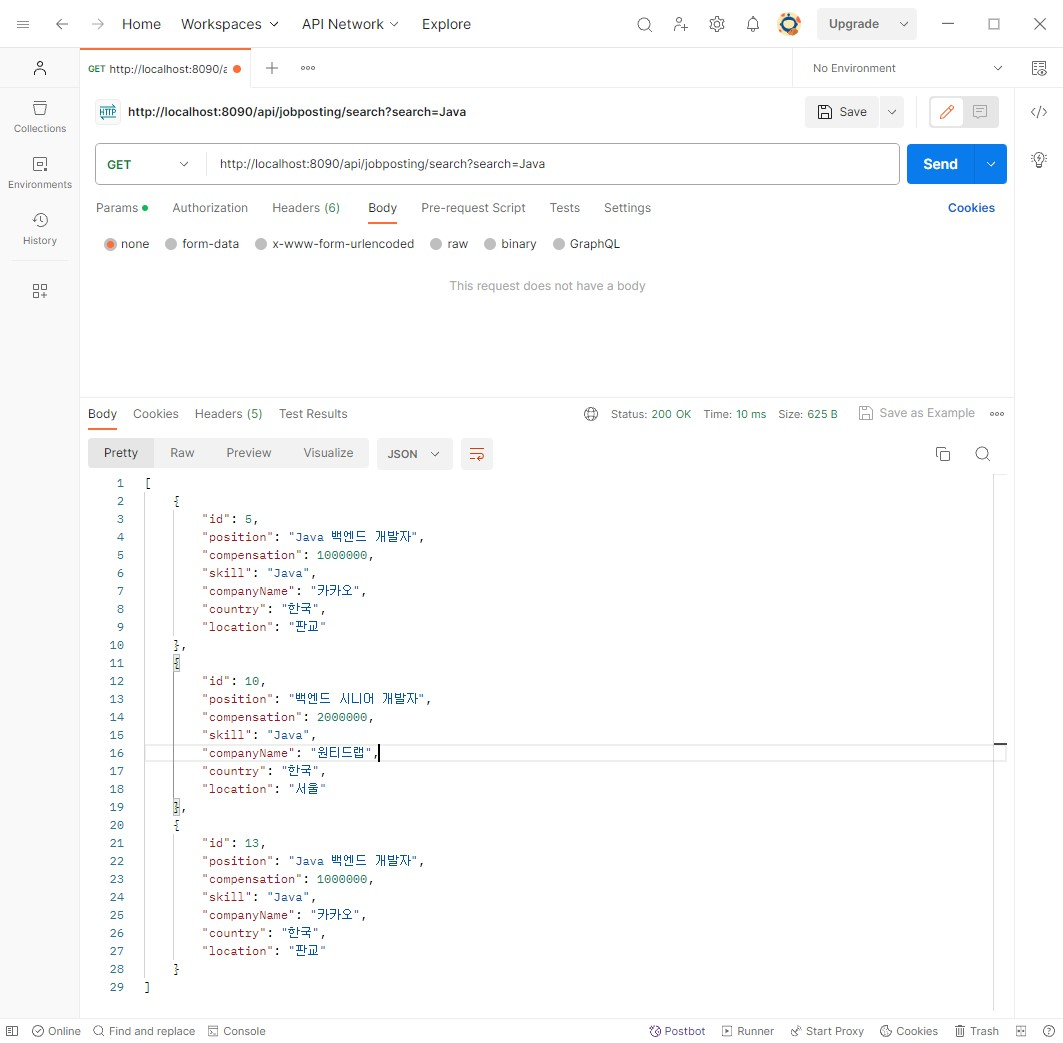 Home Workspaces API Network Explore Upgrade
GET http://localhost:8090/a No Environment
Collections
Environments
History
HTTP http://localhost:8090/api/jobposting/search?search=Java Save
GET http://localhost:8090/api/jobposting/search?search=Java Send
Params Authorization Headers (6) Body Pre-request Script Tests Settings Cookies
none form-data x-www-form-urlencoded raw binary GraphQL
This request does not have a body
Body Cookies Headers (5) Test Results Status: 200 OK Time: 10 ms Size: 625 B Save as Example
Pretty Raw Preview Visualize JSON
1 [
2 {
3 "id": 5,
4 "position": "Java 백엔드 개발자",
5 "compensation": 1000000,
6 "skill": "Java",
7 "companyName": "카카오",
8 "country": "한국",
9 "location": "판교"
10 },
11 {
12 "id": 10,
13 "position": "백엔드 시니어 개발자",
14 "compensation": 2000000,
15 "skill": "Java",
16 "companyName": "원티드랩",
17 "country": "한국",
18 "location": "서울"
19 },
20 {
21 "id": 13,
22 "position": "Java 백엔드 개발자",
23 "compensation": 1000000,
24 "skill": "Java",
25 "companyName": "카카오",
26 "country": "한국",
27 "location": "판교"
28 }
29 ]
Online Find and replace Console Postbot Runner Start Proxy Cookies Trash